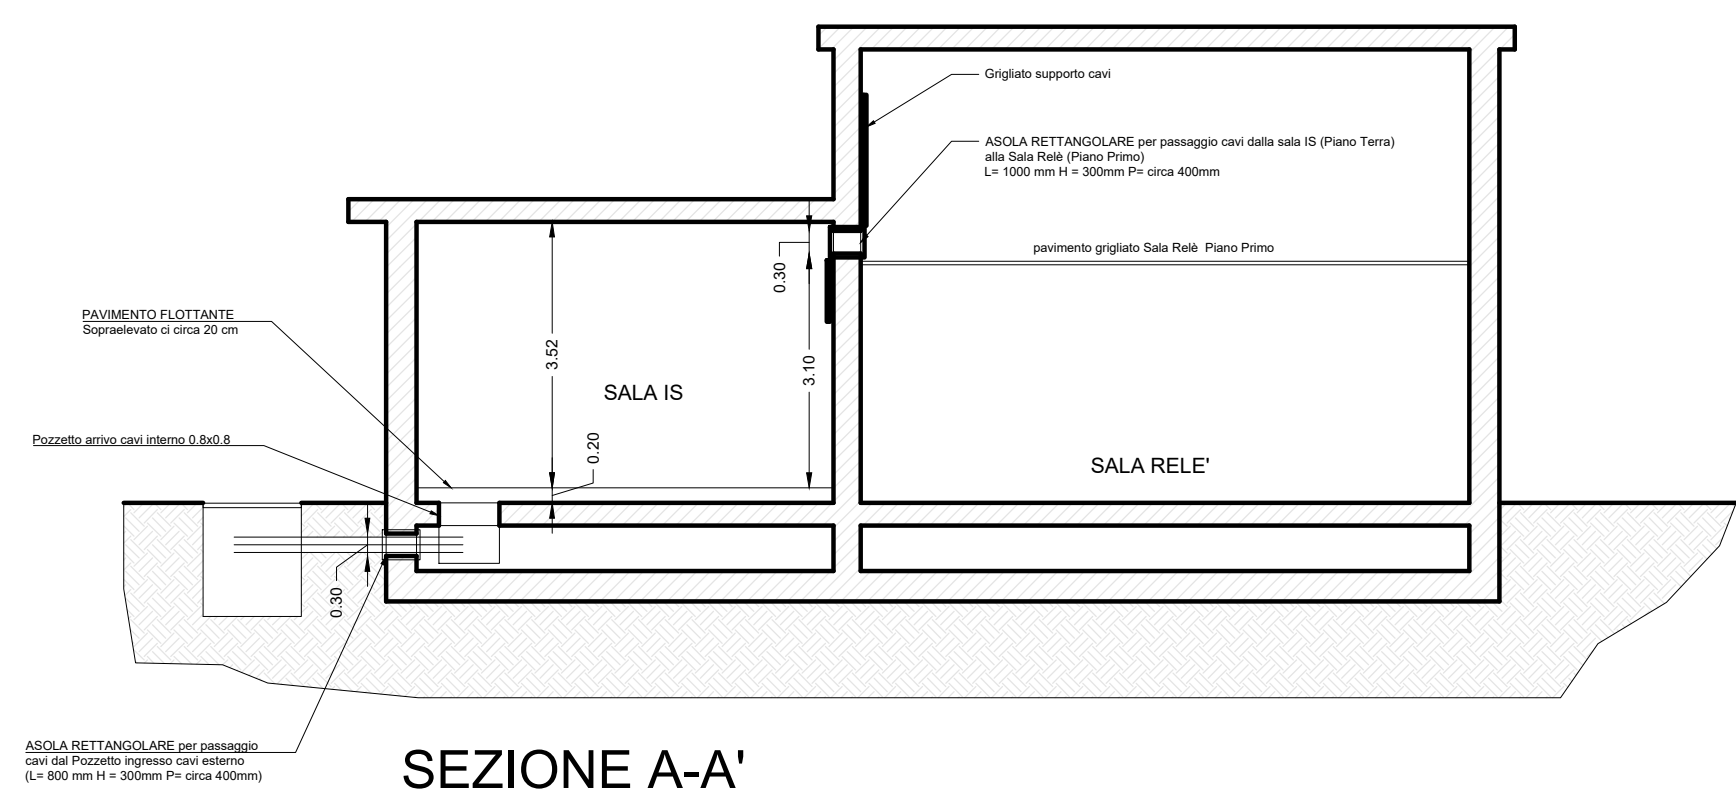 Grigliato supporto cavi
ASOLA RETTANGOLARE per passaggio cavi dalla sala IS (Piano Terra)
alla Sala Relè (Piano Primo)
L= 1000 mm H = 300mm P= circa 400mm
pavimento grigliato Sala Relè Piano Primo
0.30
PAVIMENTO FLOTTANTE
Sopraelevato ci circa 20 cm
3.52
3.10
SALA IS
Pozzetto arrivo cavi interno 0.8x0.8
0.20
SALA RELE'
0.30
ASOLA RETTANGOLARE per passaggio
cavi dal Pozzetto ingresso cavi esterno
(L= 800 mm H = 300mm P= circa 400mm)
SEZIONE A-A'